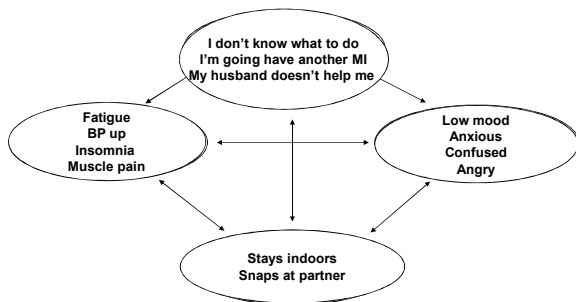 I don't know what to do
I'm going have another MI
My husband doesn't help me
Fatigue
BP up
Insomnia
Muscle pain
Low mood
Anxious
Confused
Angry
Stays indoors
Snaps at partner